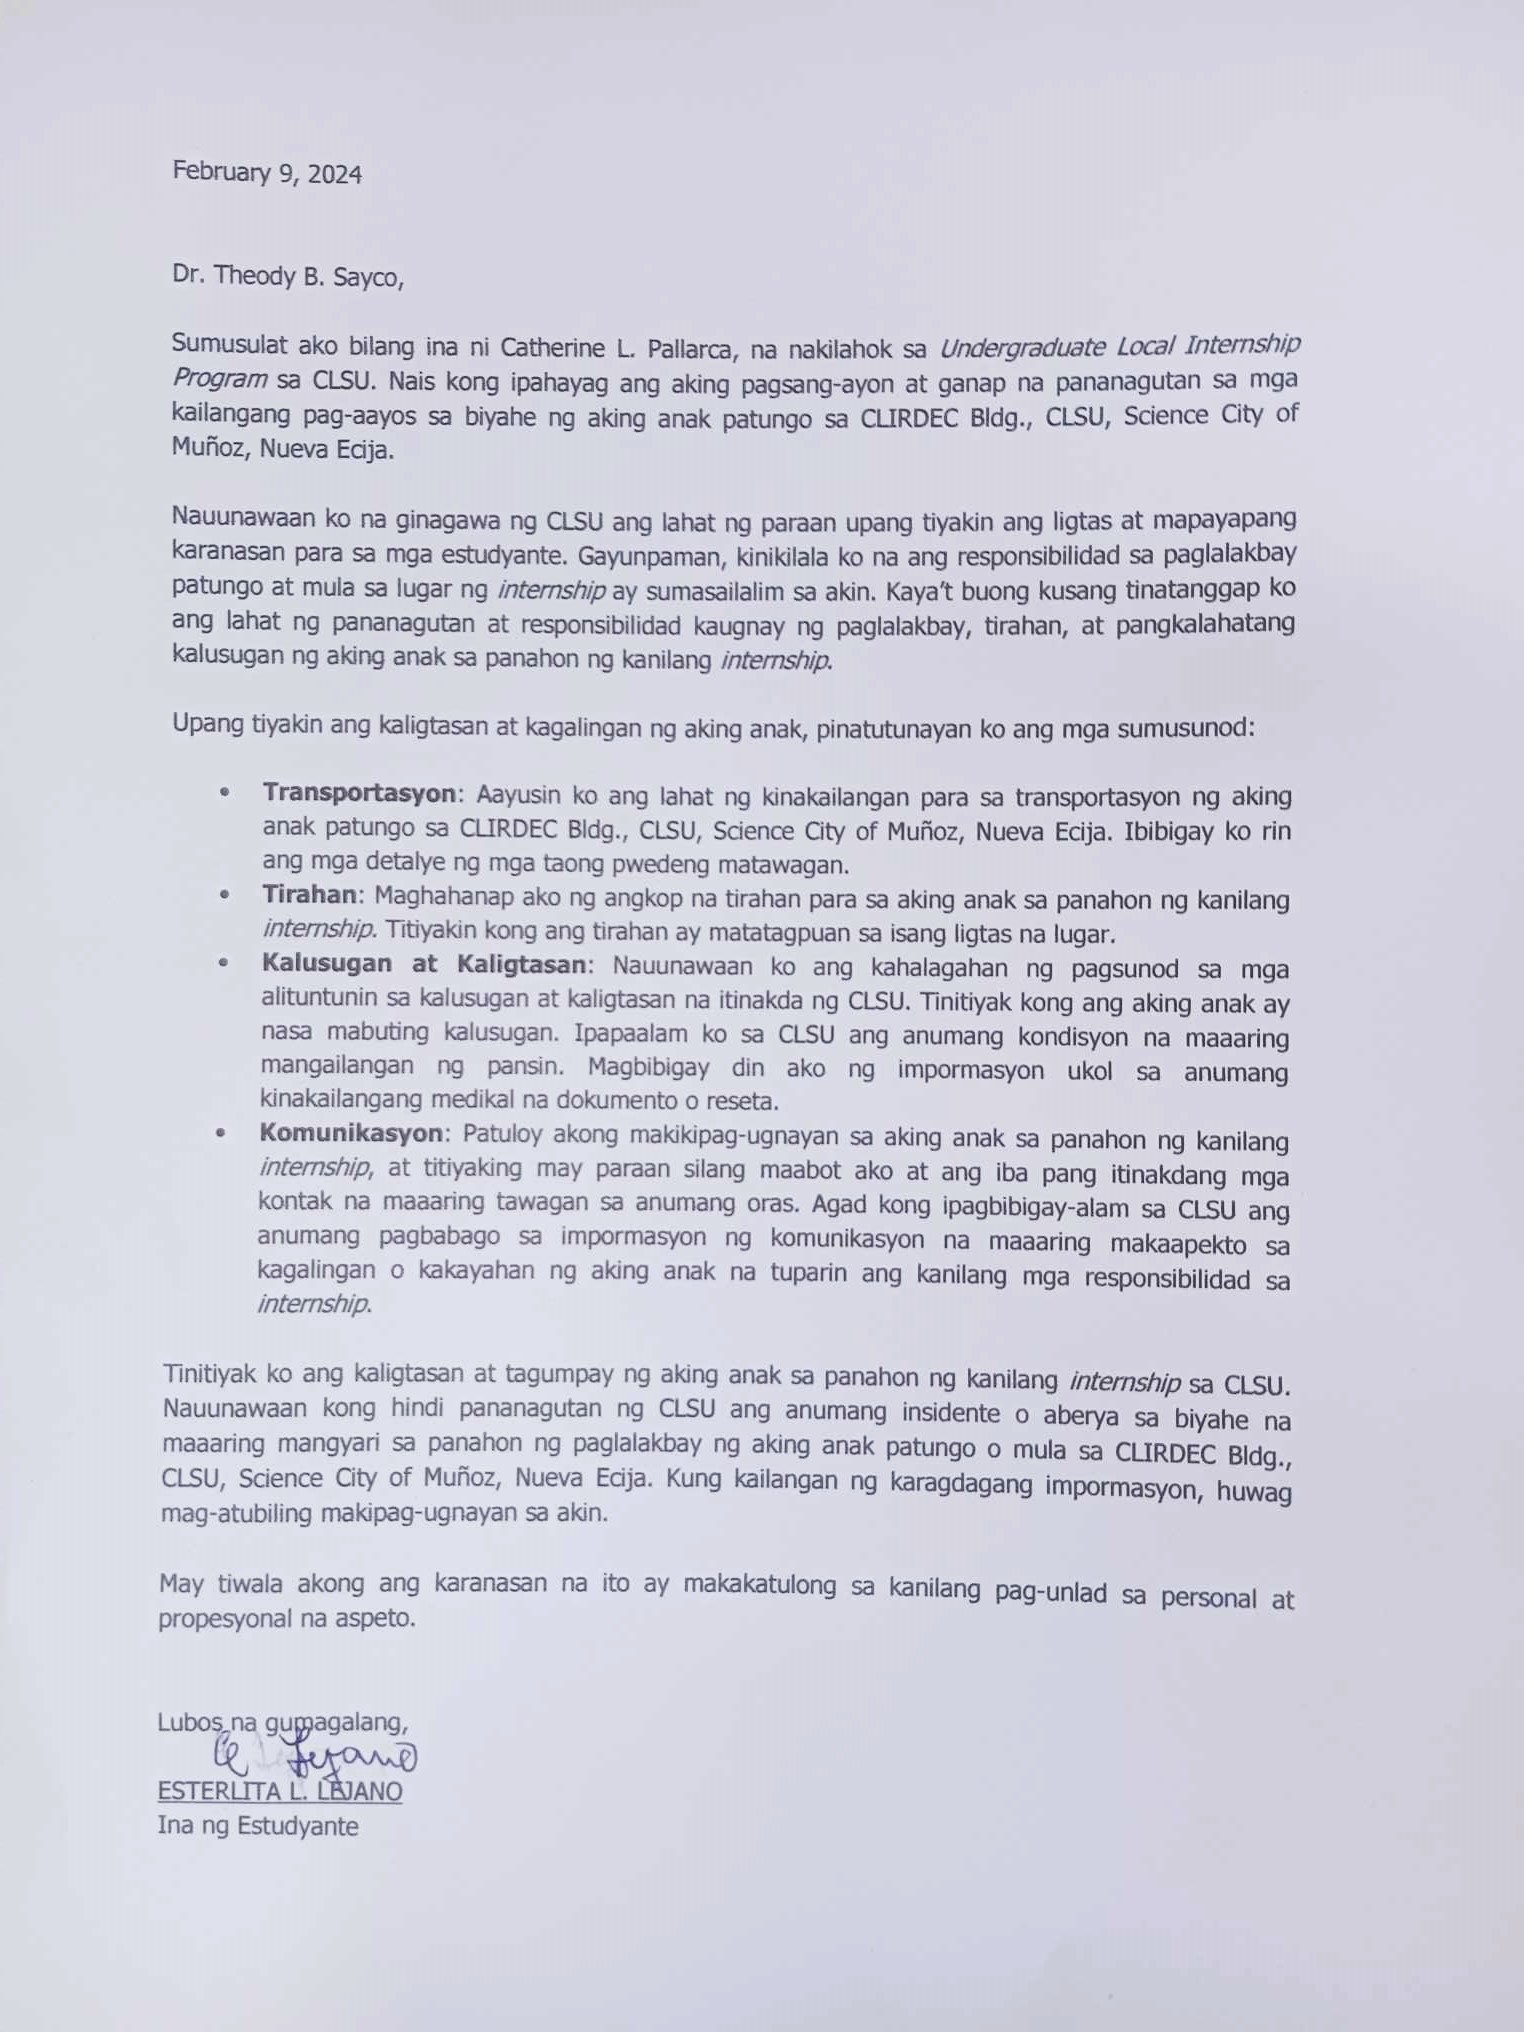 February 9, 2024
Dr. Theody B. Sayco,
Sumusulat ako bilang ina ni Catherine L. Pallarca, na nakilahok sa Undergraduate Local Internship
Program sa CLSU. Nais kong ipahayag ang aking pagsang-ayon at ganap na pananagutan sa mga
kailangang pag-aayos sa biyahe ng aking anak patungo sa CLIRDEC Bldg., CLSU, Science City of
Muñoz, Nueva Ecija.
Nauunawaan ko na ginagawa ng CLSU ang lahat ng paraan upang tiyakin ang ligtas at mapayapang
karanasan para sa mga estudyante. Gayunpaman, kinikilala ko na ang responsibilidad sa paglalakbay
patungo at mula sa lugar ng internship ay sumasailalim sa akin. Kaya't buong kusang tinatanggap ko
ang lahat ng pananagutan at responsibilidad kaugnay ng paglalakbay, tirahan, at pangkalahatang
kalusugan ng aking anak sa panahon ng kanilang internship.
Upang tiyakin ang kaligtasan at kagalingan ng aking anak, pinatutunayan ko ang mga sumusunod:
• Transportasyon: Aayusin ko ang lahat ng kinakailangan para sa transportasyon ng aking
anak patungo sa CLIRDEC Bldg., CLSU, Science City of Muñoz, Nueva Ecija. Ibibigay ko rin
ang mga detalye ng mga taong pwedeng matawagan.
• Tirahan: Maghahanap ako ng angkop na tirahan para sa aking anak sa panahon ng kanilang
internship. Titiyakin kong ang tirahan ay matatagpuan sa isang ligtas na lugar.
• Kalusugan at Kaligtasan: Nauunawaan ko ang kahalagahan ng pagsunod sa mga
alituntunin sa kalusugan at kaligtasan na itinakda ng CLSU. Tinitiyak kong ang aking anak ay
nasa mabuting kalusugan. Ipapaalam ko sa CLSU ang anumang kondisyon na maaaring
mangailangan ng pansin. Magbibigay din ako ng impormasyon ukol sa anumang
kinakailangang medikal na dokumento o reseta.
• Komunikasyon: Patuloy akong makikipag-ugnayan sa aking anak sa panahon ng kanilang
internship, at titiyaking may paraan silang maabot ako at ang iba pang itinakdang mga
kontak na maaaring tawagan sa anumang oras. Agad kong ipagbibigay-alam sa CLSU ang
anumang pagbabago sa impormasyon ng komunikasyon na maaaring makaapekto sa
kagalingan o kakayahan ng aking anak na tuparin ang kanilang mga responsibilidad sa
internship.
Tinitiyak ko ang kaligtasan at tagumpay ng aking anak sa panahon ng kanilang internship sa CLSU.
Nauunawaan kong hindi pananagutan ng CLSU ang anumang insidente o aberya sa biyahe na
maaaring mangyari sa panahon ng paglalakbay ng aking anak patungo o mula sa CLIRDEC Bldg.,
CLSU, Science City of Muñoz, Nueva Ecija. Kung kailangan ng karagdagang impormasyon, huwag
mag-atubiling makipag-ugnayan sa akin.
May tiwala akong ang karanasan na ito ay makakatulong sa kanilang pag-unlad sa personal at
propesyonal na aspeto.
Lubos na gumagalang,
Lejano
ESTERLITA L. LEJANO
Ina ng Estudyante